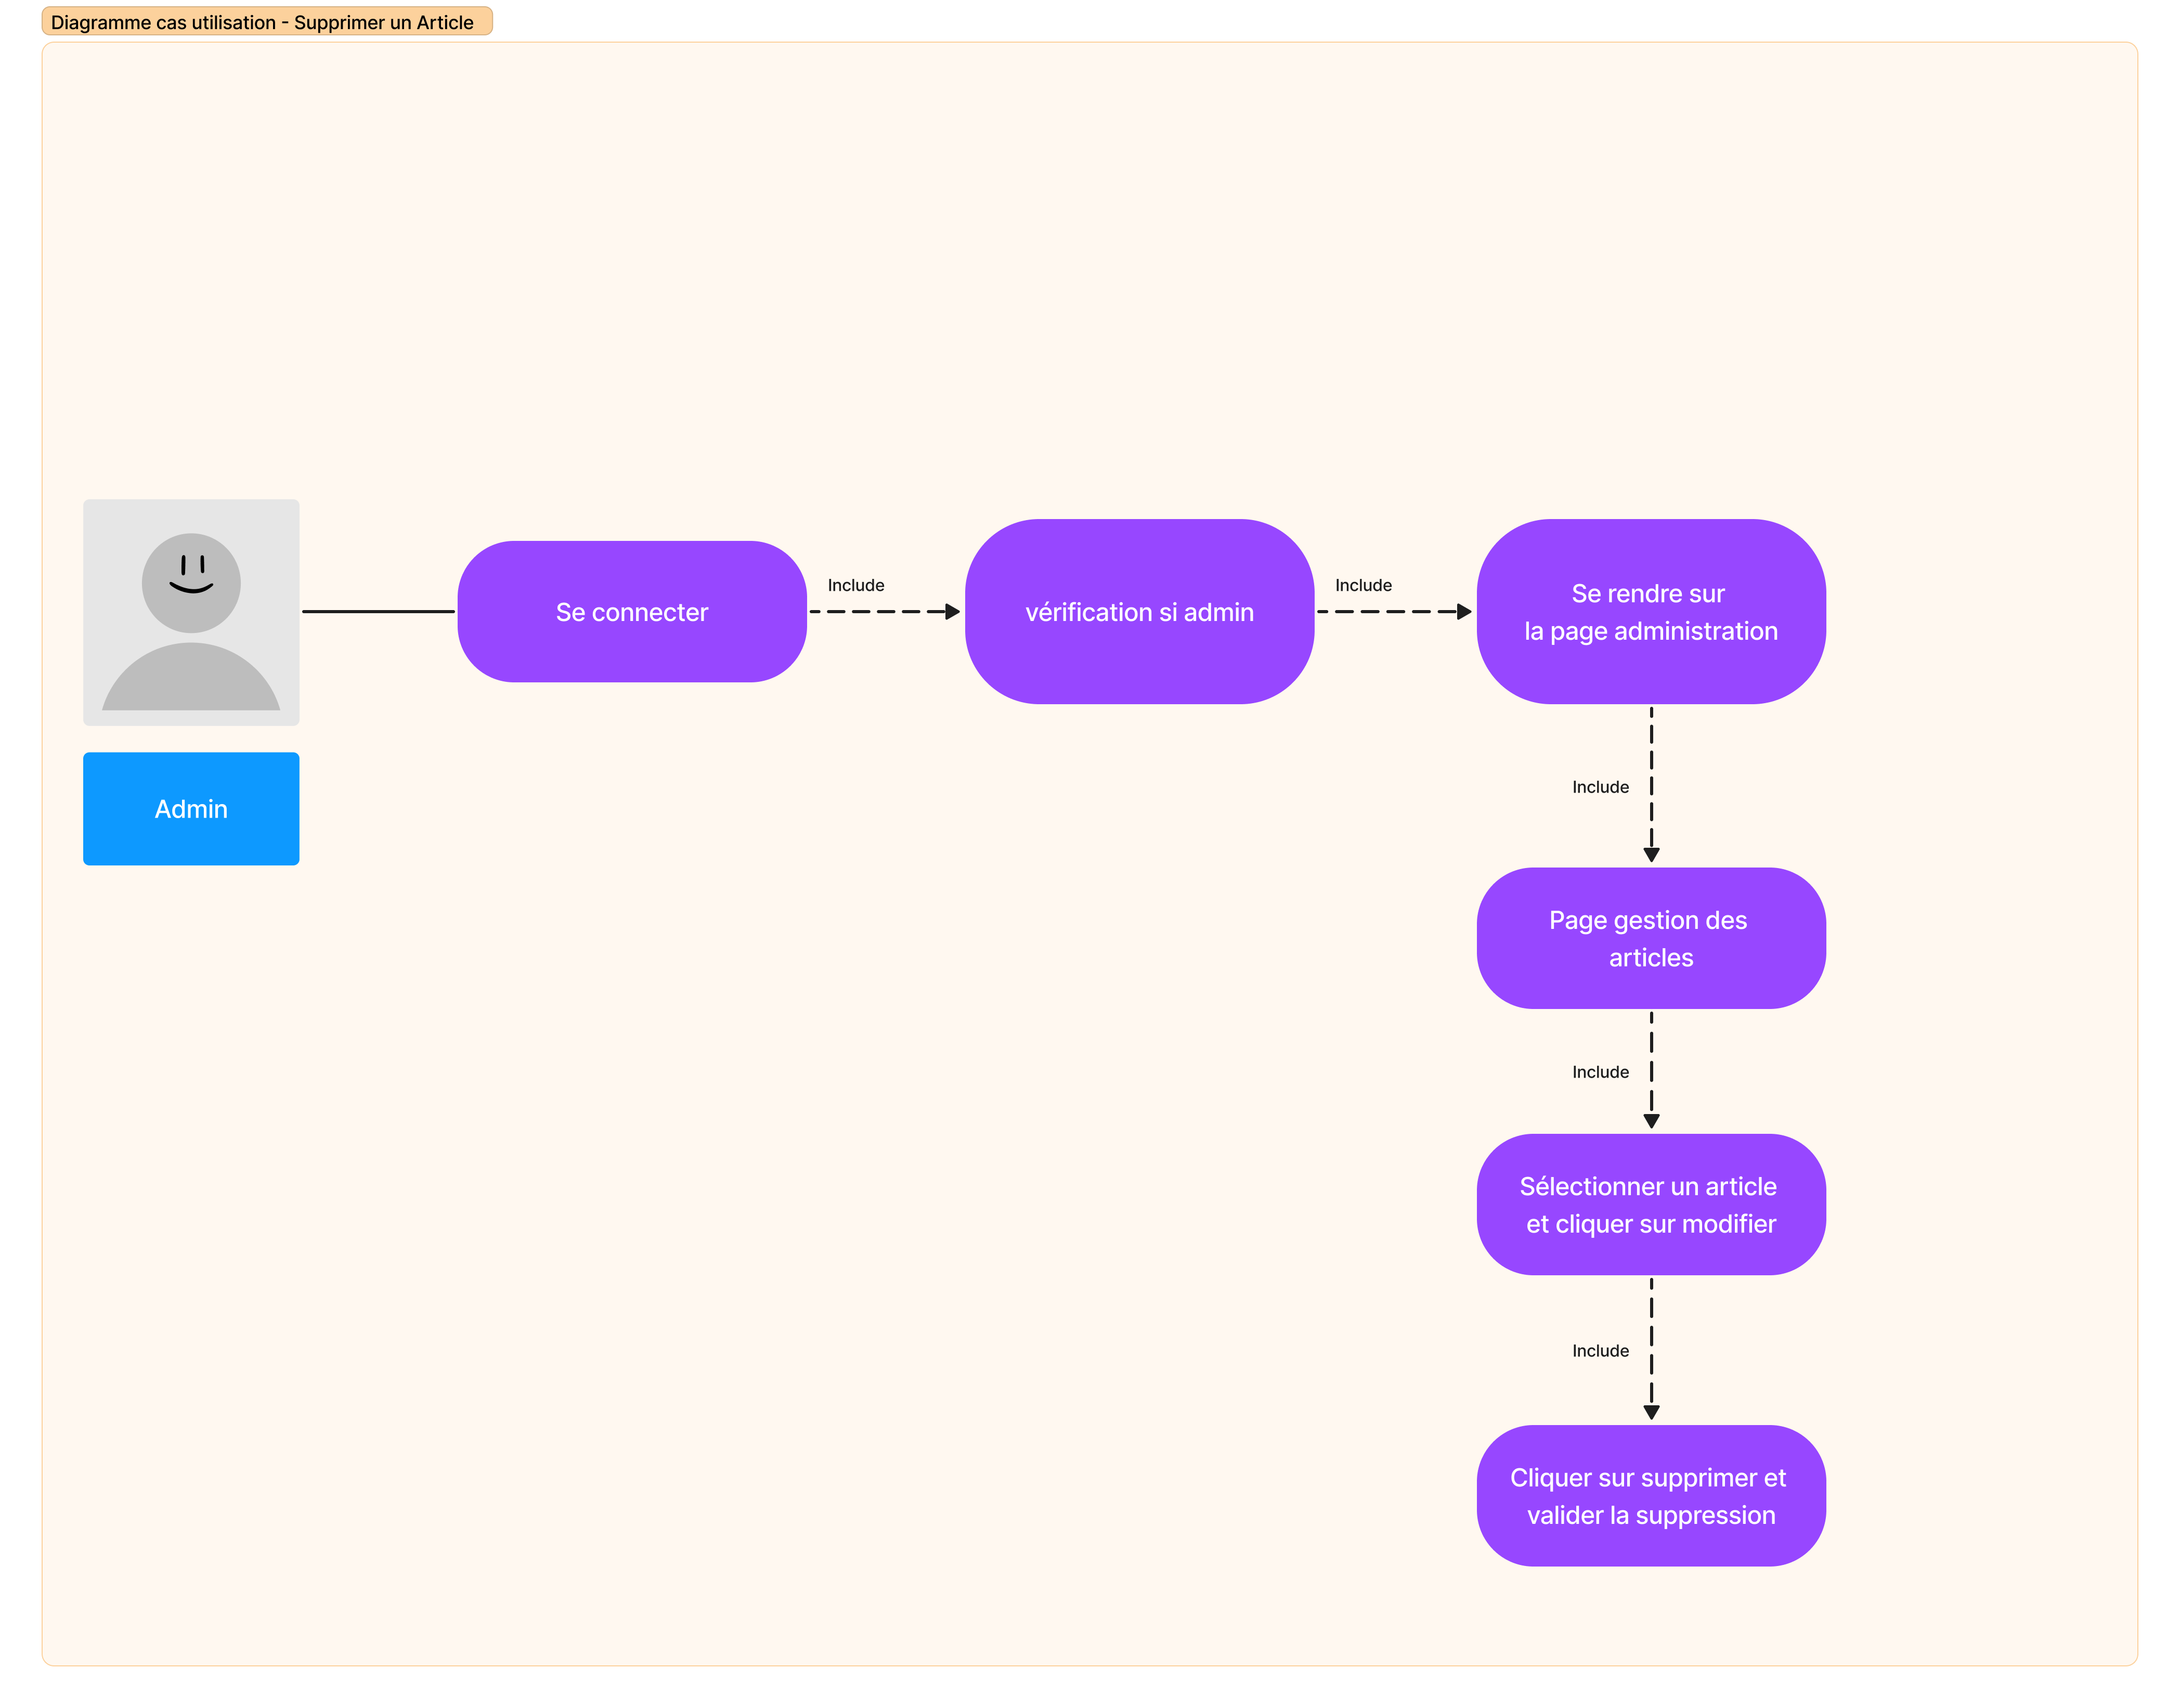 Diagramme cas utilisation - Supprimer un Article
Se connecter
Include
vérification si admin
Include
Se rendre sur
la page administration
Admin
Include
Page gestion des
articles
Include
Sélectionner un article
et cliquer sur modifier
Include
Cliquer sur supprimer et
valider la suppression